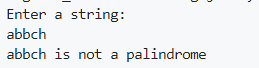 Enter a string:
abbch
abbch is not a palindrome